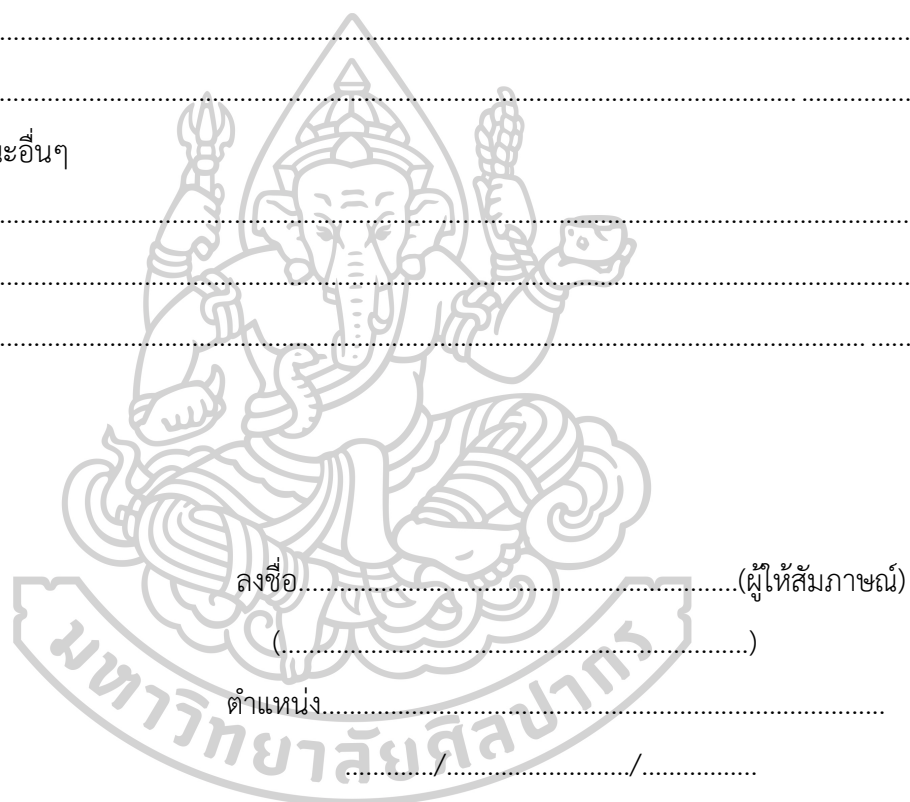 ........................................................................................................................
........................................................................................................ ...............
นะอื่นๆ
........................................................................................................................
........................................................................................................................
................................................................................................................. ......
ลงชื่อ..............................................................(ผู้ให้สัมภาษณ์)
(..................................................................)
ตำแหน่ง................................................................................
............./........................../.................
มหาวิทยาลัยศิลปากร